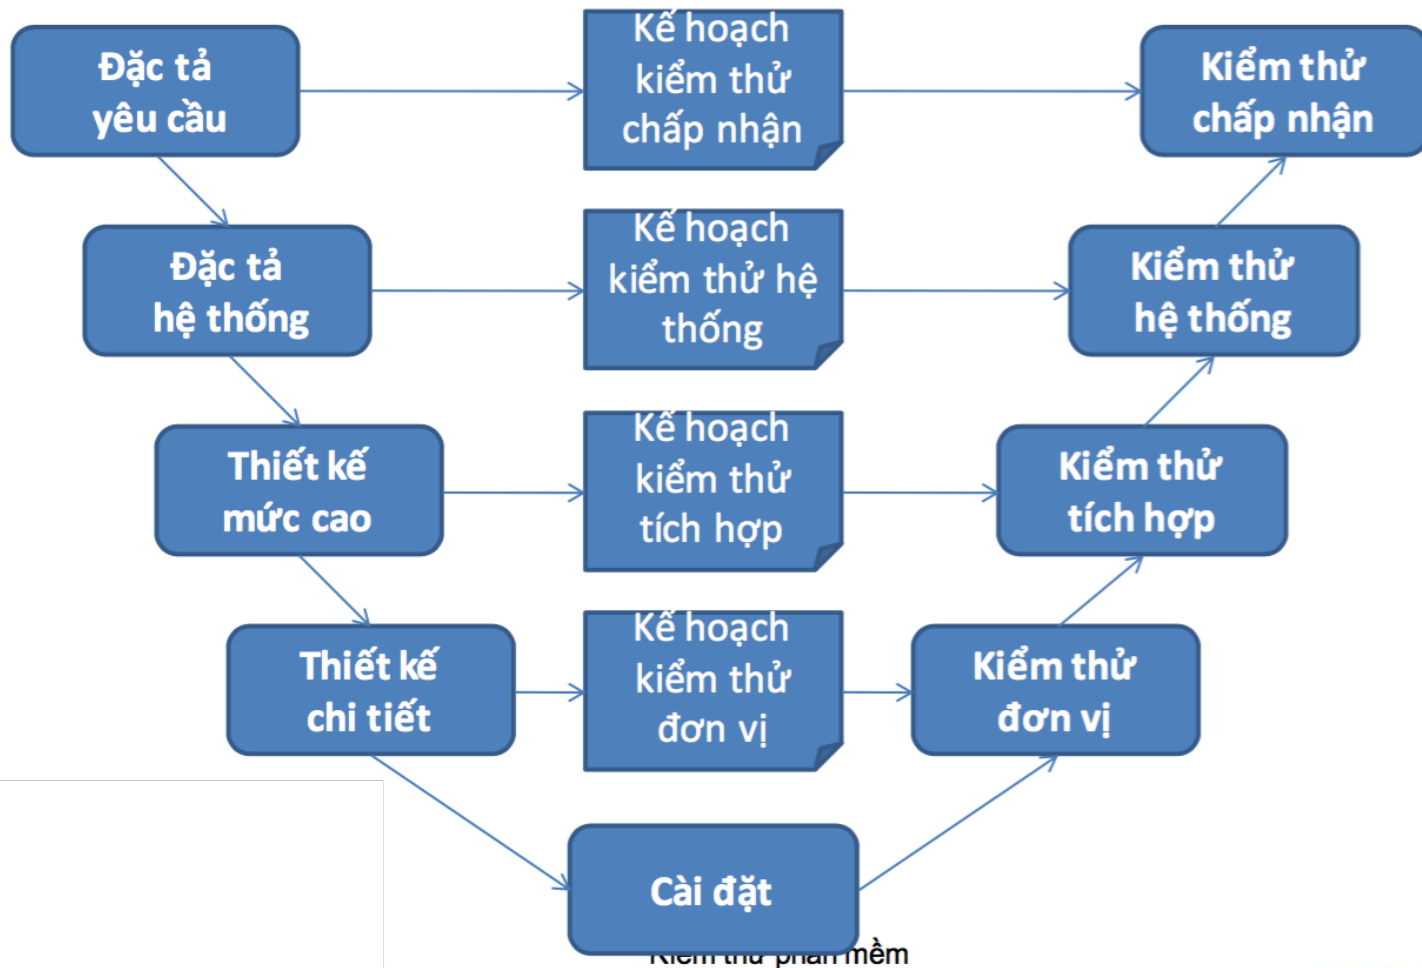 Đặc tả
yêu cầu
Kế hoạch
kiểm thử
chấp nhận
Kiểm thử
chấp nhận
Đặc tả
hệ thống
Kế hoạch
kiểm thử hệ
thống
Kiểm thử
hệ thống
Thiết kế
mức cao
Kế hoạch
kiểm thử
tích hợp
Kiểm thử
tích hợp
Thiết kế
chi tiết
Kế hoạch
kiểm thử
đơn vị
Kiểm thử
đơn vị
Cài đặt
Kiểm thử phần mềm